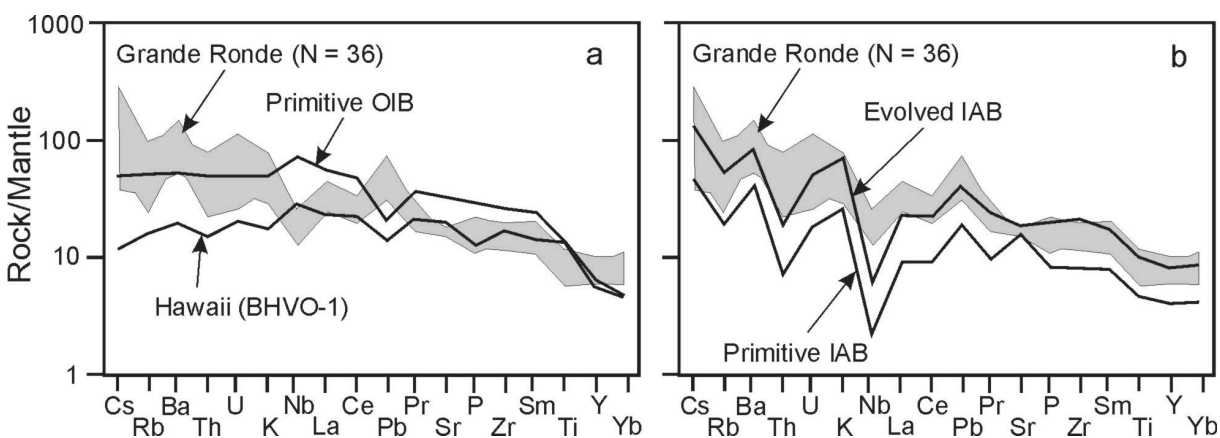 1000
100
10
1
Rock/Mantle
Grande Ronde (N = 36)
a
Primitive OIB
Hawaii (BHVO-1)
Cs Rb Ba Th U K Nb La Ce Pb Pr Sr P Zr Sm Ti Y Yb
Grande Ronde (N = 36)
b
Evolved IAB
Primitive IAB
Cs Rb Ba Th U K Nb La Ce Pb Pr Sr P Zr Sm Ti Y Yb